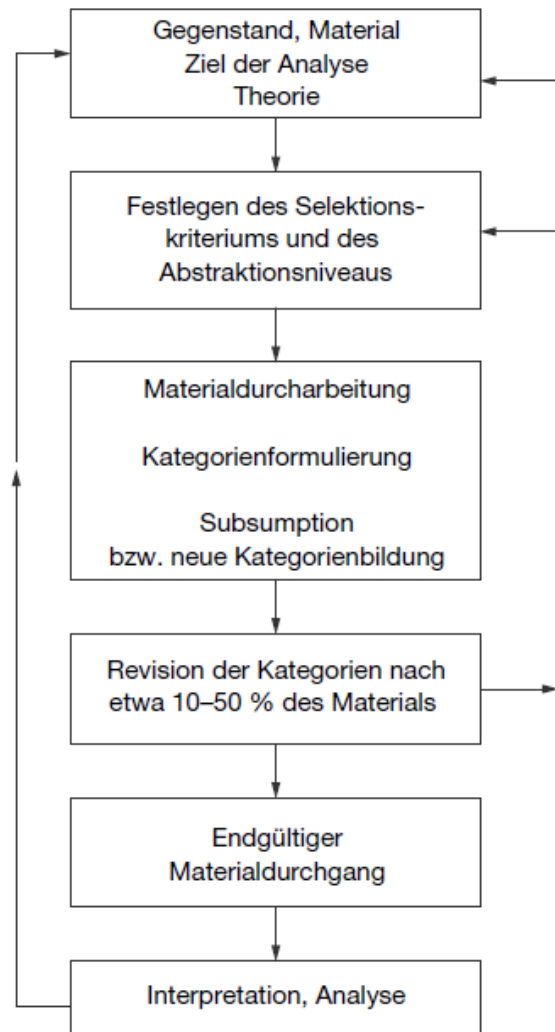 Gegenstand, Material
Ziel der Analyse
Theorie
Festlegen des Selektions-
kriteriums und des
Abstraktionsniveaus
Materialdurcharbeitung
Kategorienformulierung
Subsumption
bzw. neue Kategorienbildung
Revision der Kategorien nach
etwa 10–50 % des Materials
Endgültiger
Materialdurchgang
Interpretation, Analyse